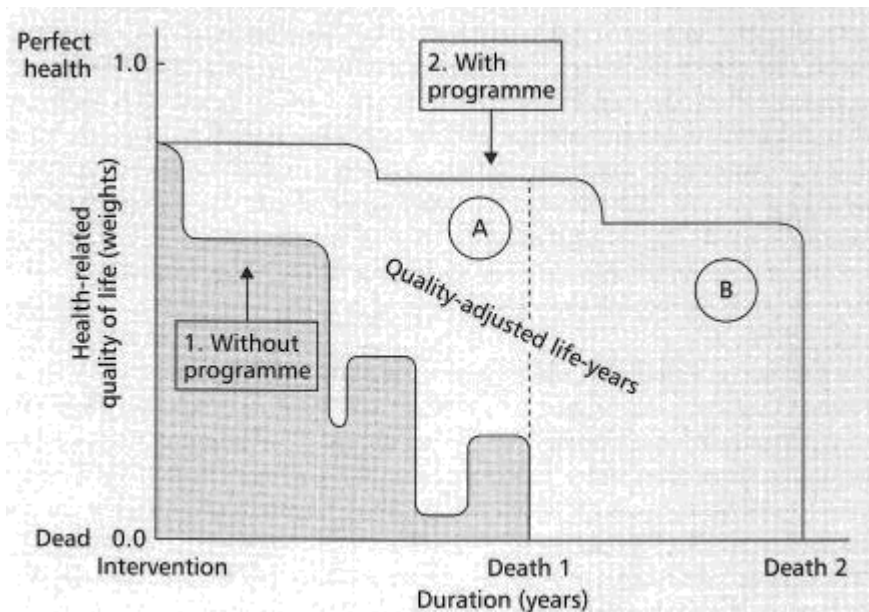 Perfect
health
1.0
2. With
programme
A
Health-related
quality of life (weights)
B
Quality-adjusted life-years
1. Without
programme
Dead
0.0
Intervention
Death 1
Death 2
Duration (years)